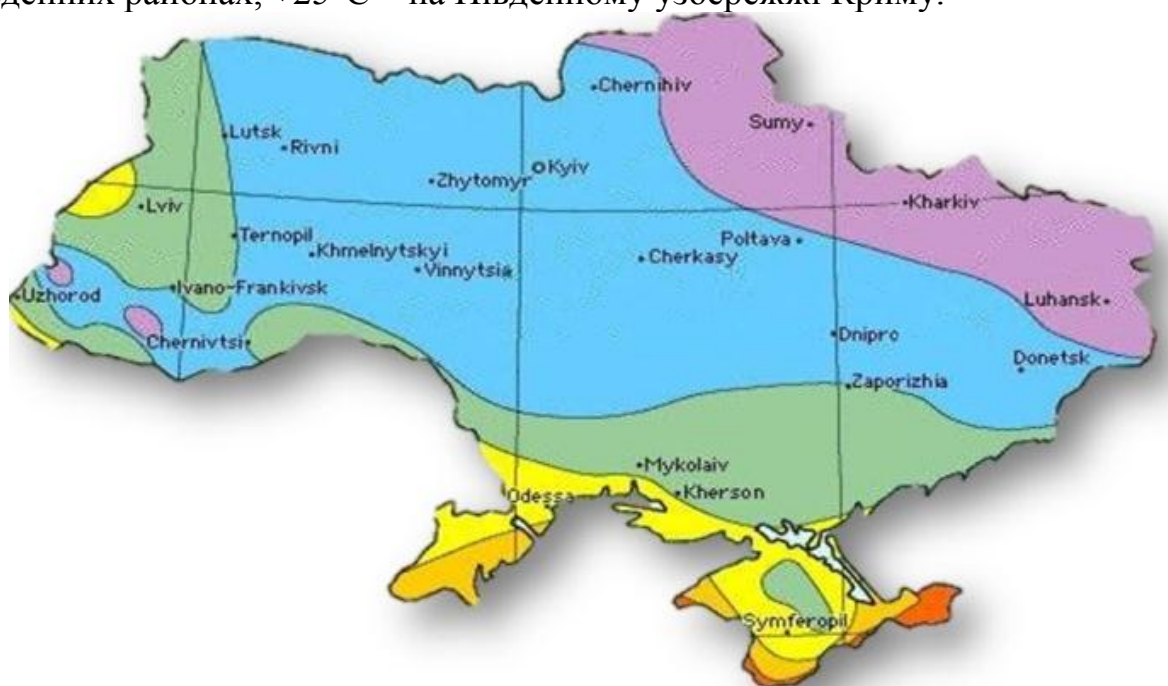 денних районах, +25°C – на Південному узбережжі Криму.
Chernihiv
Sumy
Lutsk
Rivni
Kyiv
Zhytomyr
Lviv
Kharkiv
Ternopil
Poltava
Khmelnytskyi
Cherkasy
Vinnytsia
Ivano-Frankivsk
Uzhorod
Luhansk
Chernivtsi
Dnipro
Donetsk
Zaporizhia
Mykolaiv
Kherson
Odessa
Symferopil